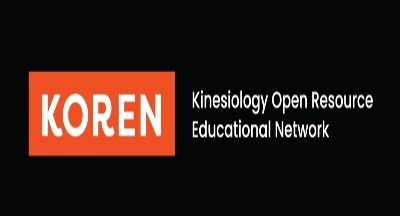 KOREN
Kinesiology Open Resource
Educational Network